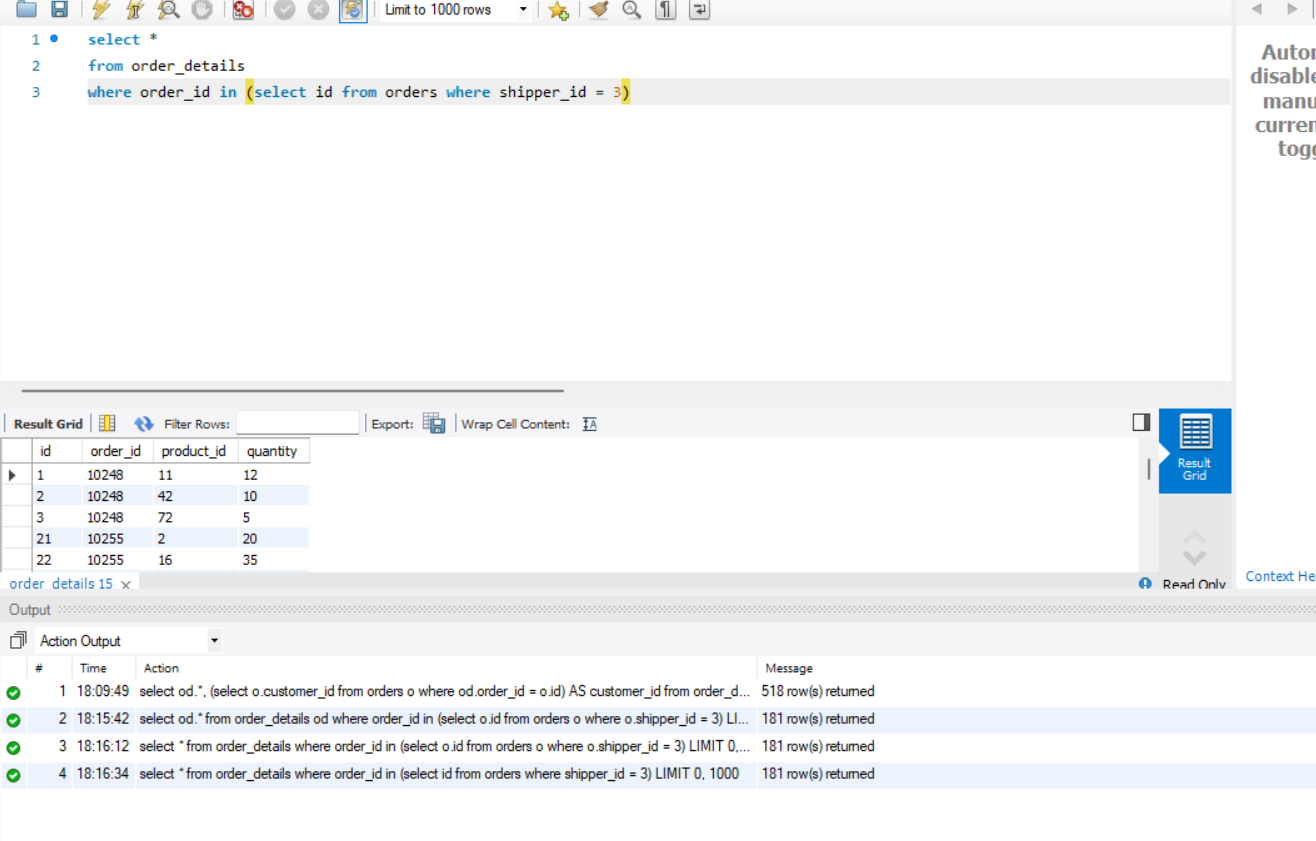 Limit to 1000 rows
1 select *
2 from order_details
3 where order_id in (select id from orders where shipper_id = 3)
Result Grid Filter Rows: Export: Wrap Cell Content:
id order_id product_id quantity
1 10248 11 12
2 10248 42 10
3 10248 72 5
21 10255 2 20
22 10255 16 35
Result
Grid
order_details 15
Read Only
Context He
Output
Action Output
# Time Action Message
1 18:09:49 select od.*, (select o.customer_id from orders o where od.order_id = o.id) AS customer_id from order_d... 518 row(s) returned
2 18:15:42 select od.* from order_details od where order_id in (select o.id from orders o where o.shipper_id = 3) LI... 181 row(s) returned
3 18:16:12 select * from order_details where order_id in (select o.id from orders o where o.shipper_id = 3) LIMIT 0,... 181 row(s) returned
4 18:16:34 select * from order_details where order_id in (select id from orders where shipper_id = 3) LIMIT 0, 1000 181 row(s) returned